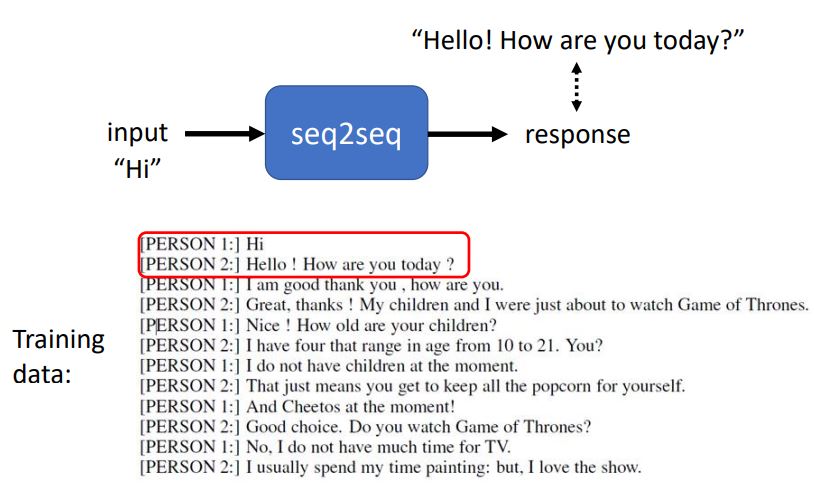 “Hello! How are you today?”
input
“Hi”
seq2seq
response
Training
data:
[PERSON 1:] Hi
[PERSON 2:] Hello ! How are you today ?
[PERSON 1:] I am good thank you , how are you.
[PERSON 2:] Great, thanks ! My children and I were just about to watch Game of Thrones.
[PERSON 1:] Nice ! How old are your children?
[PERSON 2:] I have four that range in age from 10 to 21. You?
[PERSON 1:] I do not have children at the moment.
[PERSON 2:] That just means you get to keep all the popcorn for yourself.
[PERSON 1:] And Cheetos at the moment!
[PERSON 2:] Good choice. Do you watch Game of Thrones?
[PERSON 1:] No, I do not have much time for TV.
[PERSON 2:] I usually spend my time painting: but, I love the show.